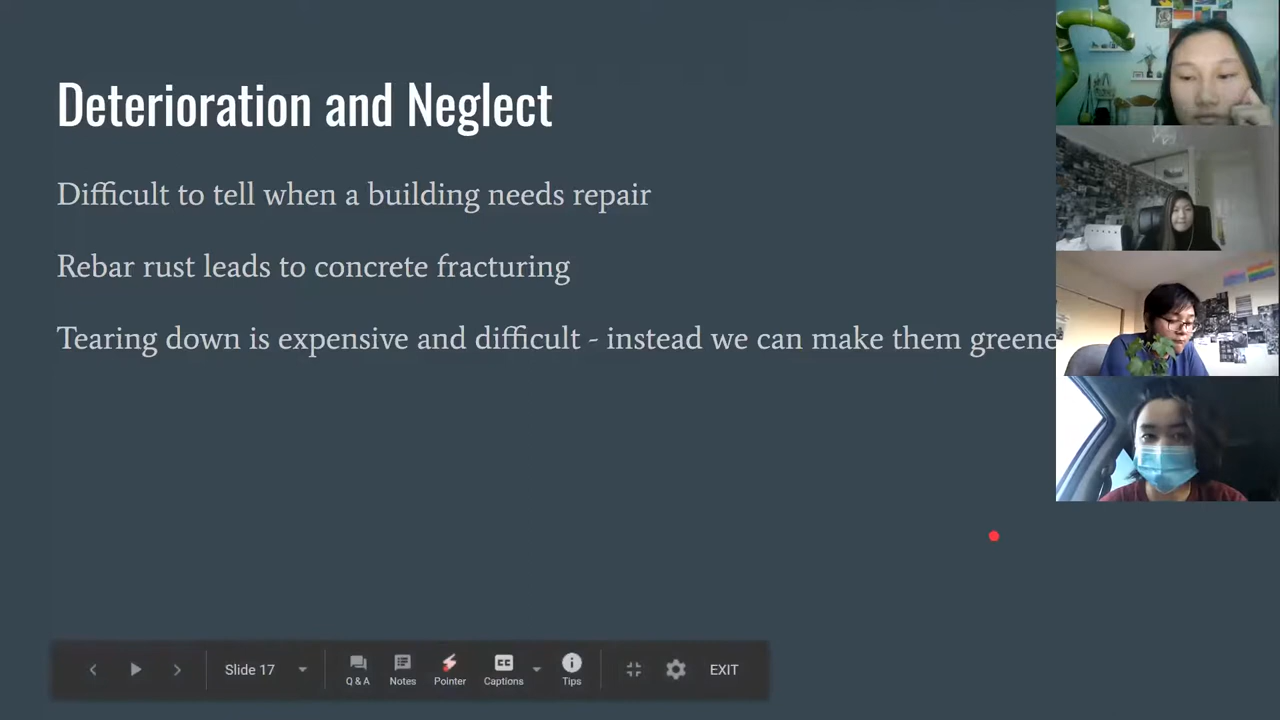 Deterioration and Neglect
Difficult to tell when a building needs repair
Rebar rust leads to concrete fracturing
Tearing down is expensive and difficult - instead we can make them greene
Slide 17
Q & A
Notes
Pointer
CC
Captions
Tips
EXIT